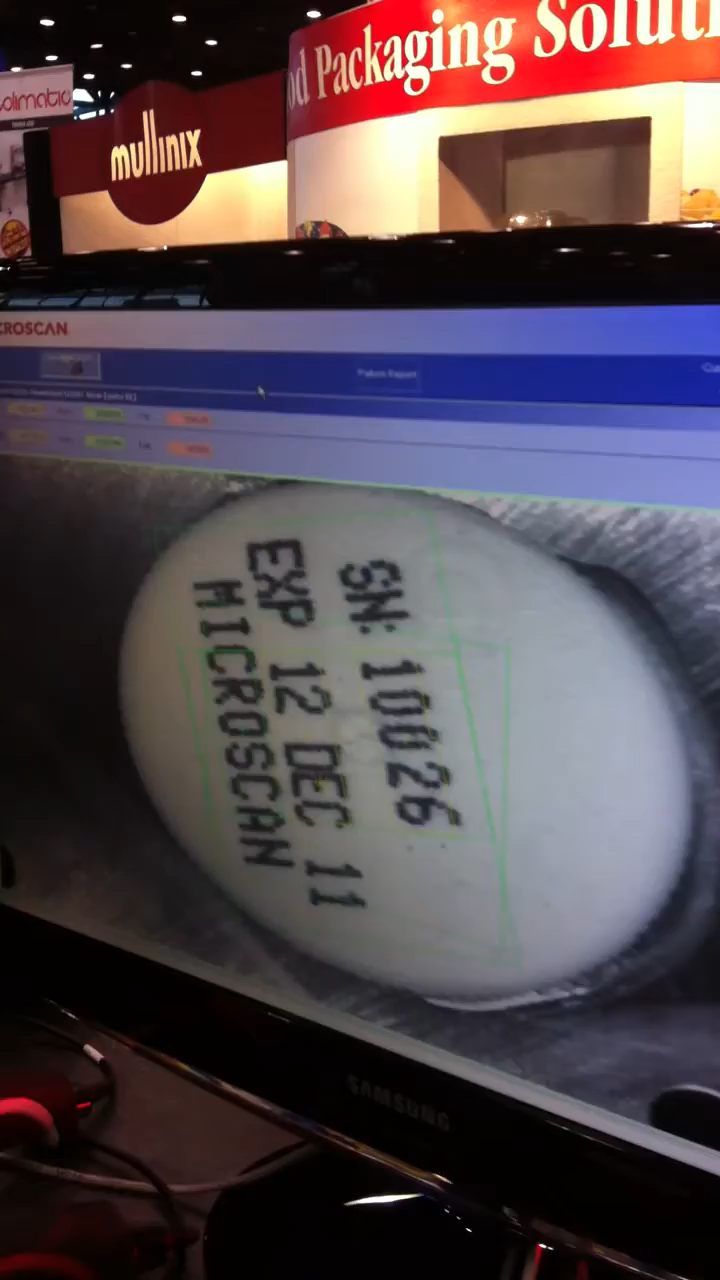 olimatic
mullinix
od Packaging Soluti
CROSCAN
SN: 10026
EXP 12 DEC 11
MICROSCAN
SAMSUNG